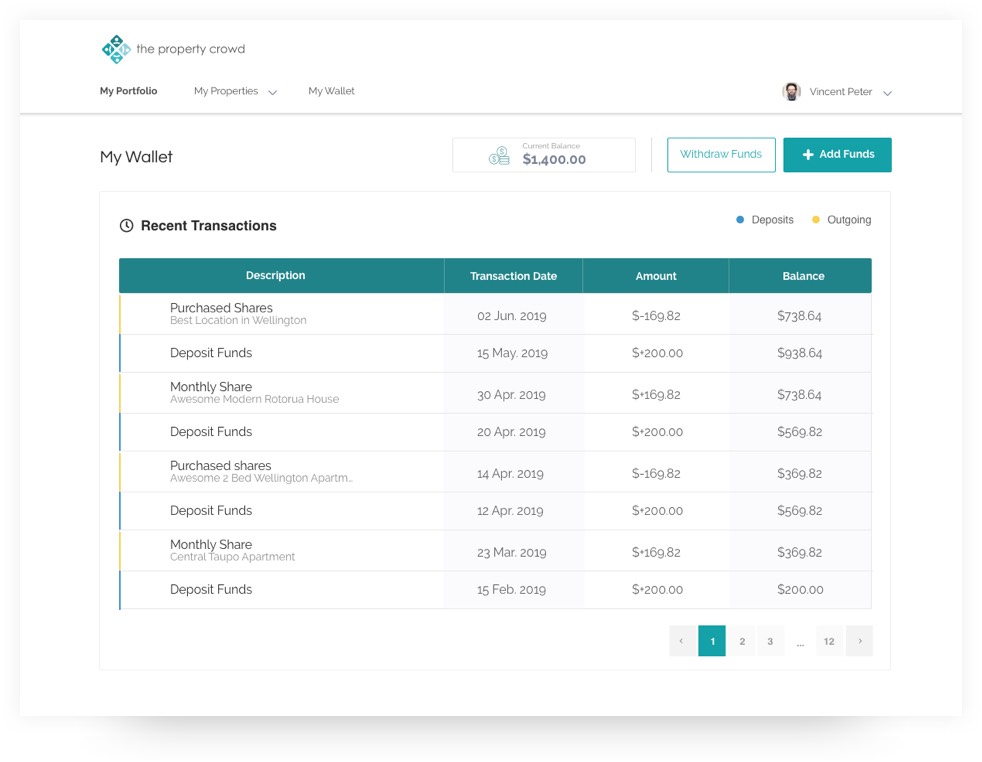 the property crowd
My Portfolio My Properties My Wallet Vincent Peter
My Wallet
Current Balance
$1,400.00
Withdraw Funds
Add Funds
Recent Transactions
Deposits Outgoing
Description Transaction Date Amount Balance
Purchased Shares
Best Location in Wellington
02 Jun. 2019 $-169.82 $738.64
Deposit Funds 15 May. 2019 $+200.00 $938.64
Monthly Share
Awesome Modern Rotorua House
30 Apr. 2019 $+169.82 $738.64
Deposit Funds 20 Apr. 2019 $+200.00 $569.82
Purchased shares
Awesome 2 Bed Wellington Apartm...
14 Apr. 2019 $-169.82 $369.82
Deposit Funds 12 Apr. 2019 $+200.00 $569.82
Monthly Share
Central Taupo Apartment
23 Mar. 2019 $+169.82 $369.82
Deposit Funds 15 Feb. 2019 $+200.00 $200.00
‹ 1 2 3 ... 12 ›